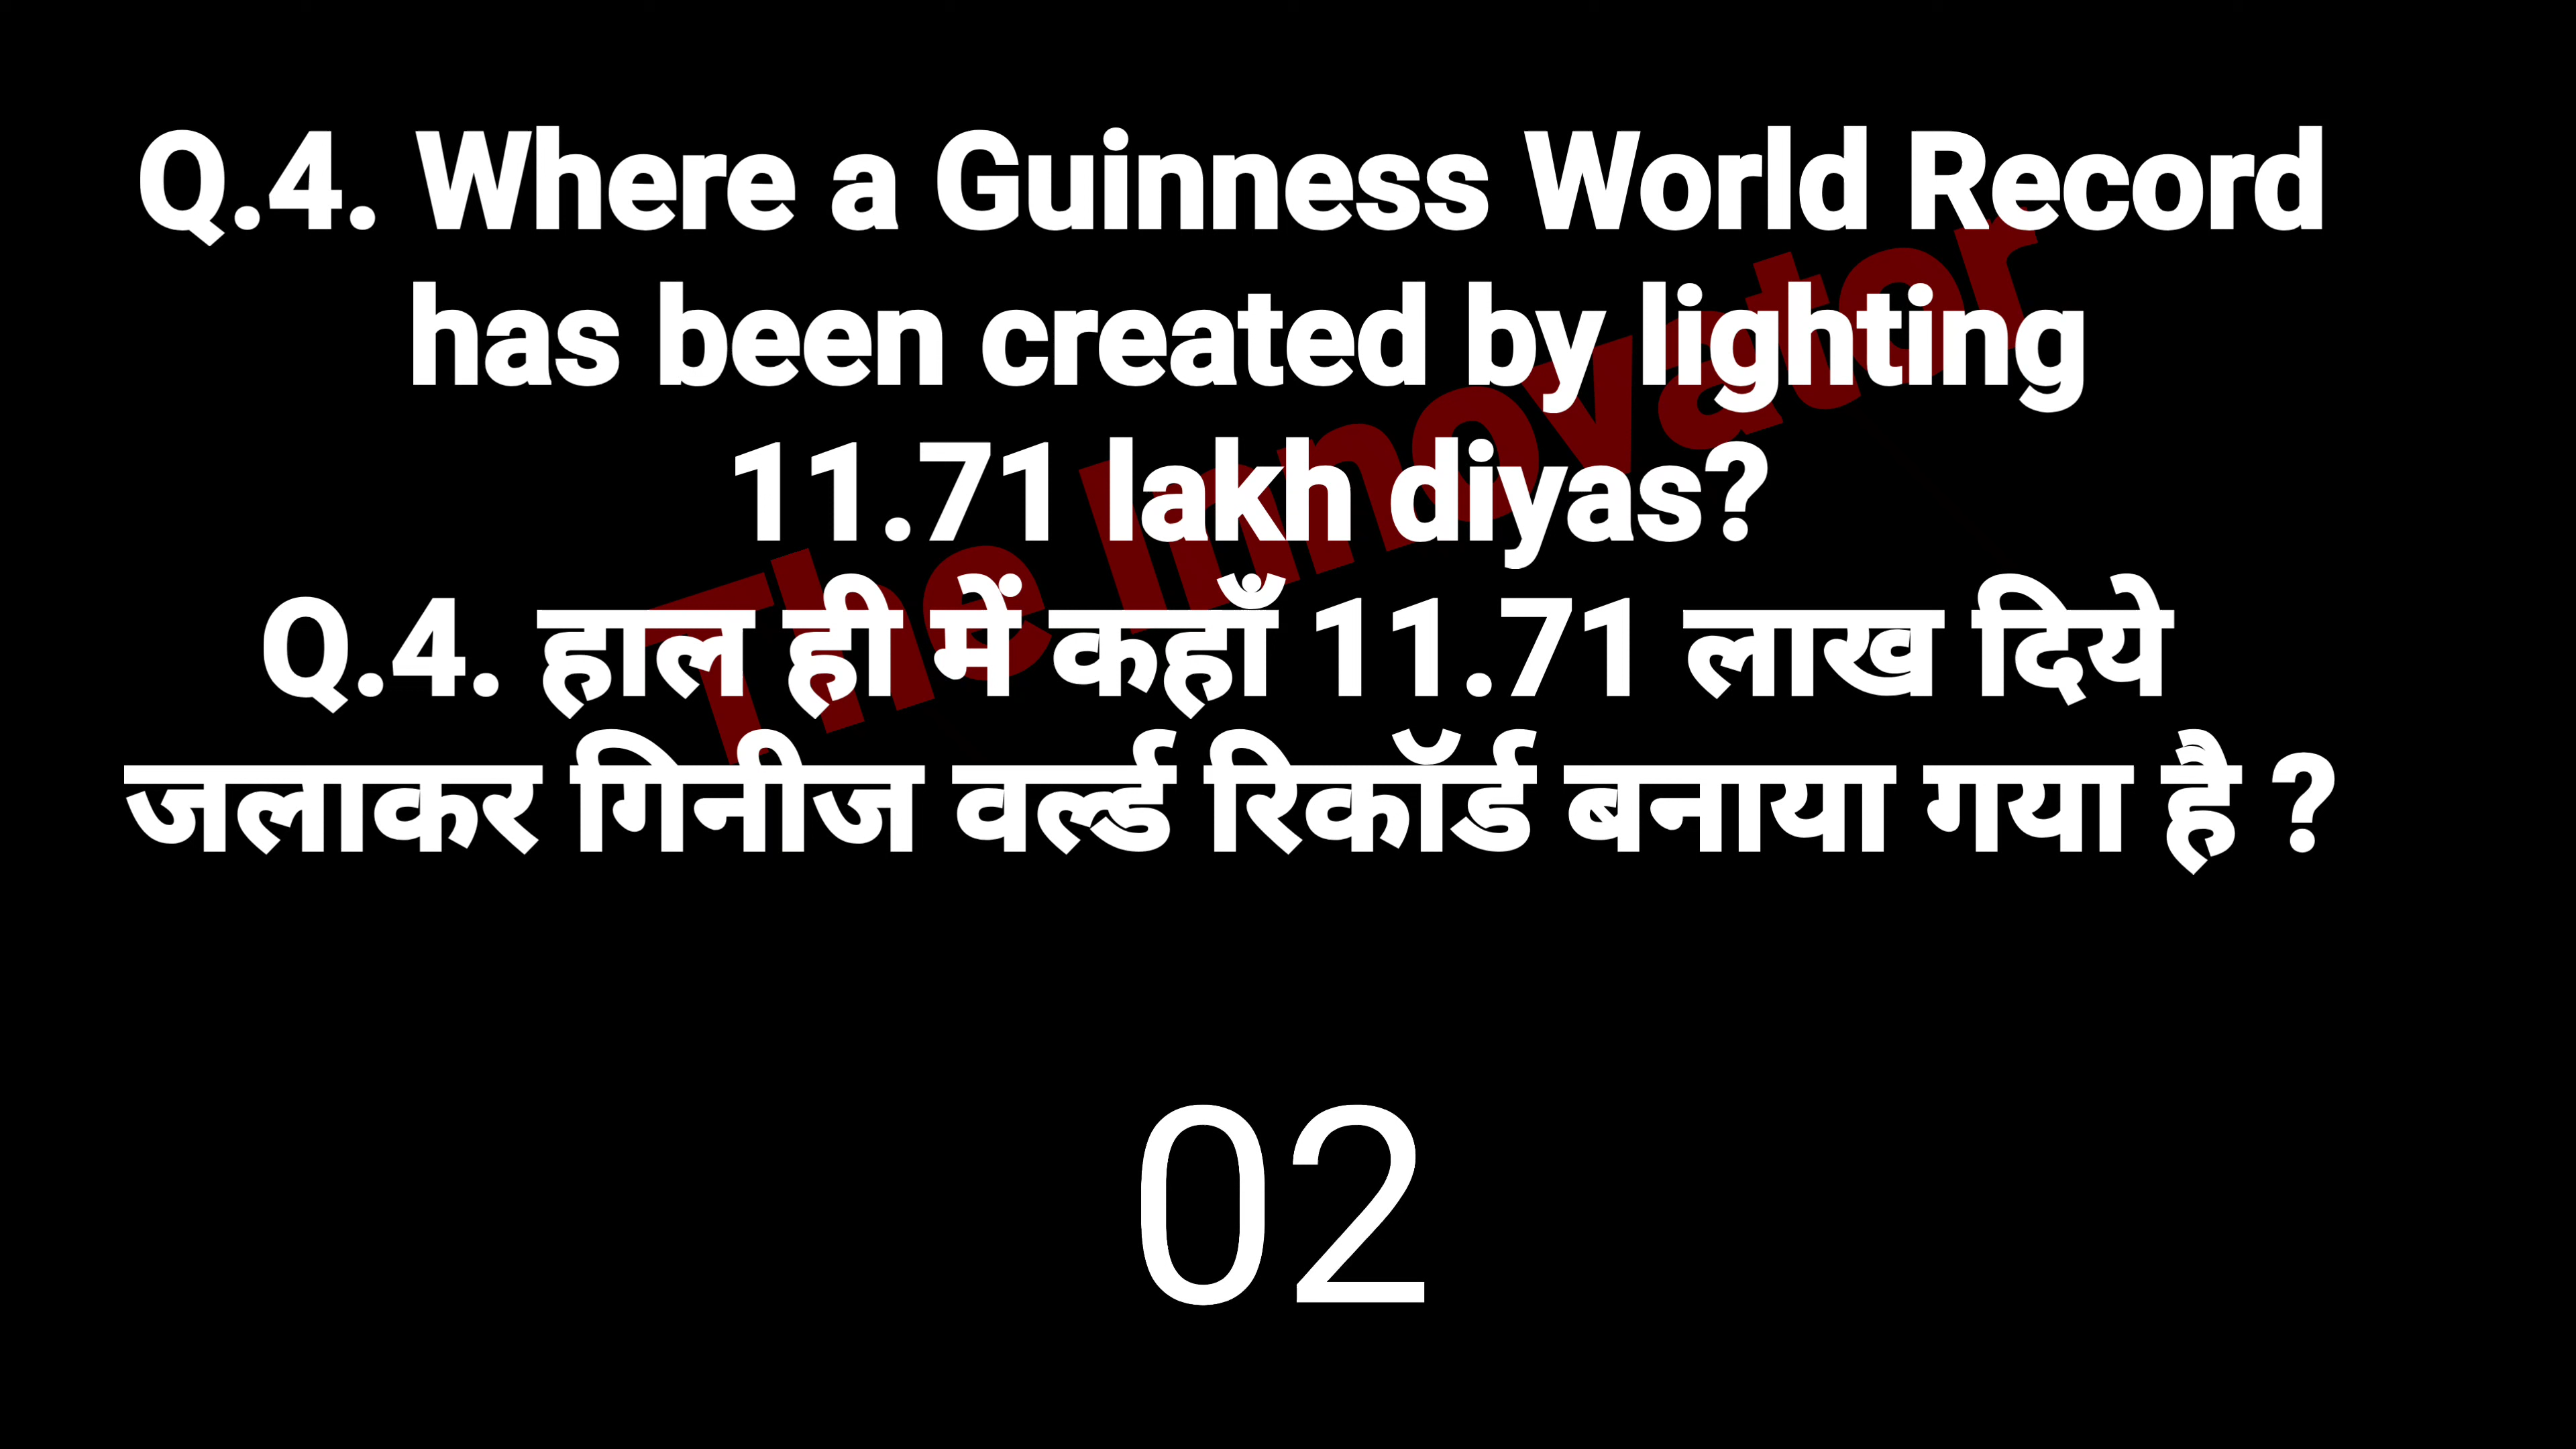 Q.4. Where a Guinness World Record
has been created by lighting
11.71 lakh diyas?
Q.4. हाल ही में कहाँ 11.71 लाख दिये
जलाकर गिनीज वर्ल्ड रिकॉर्ड बनाया गया है ?
The Innovator
02